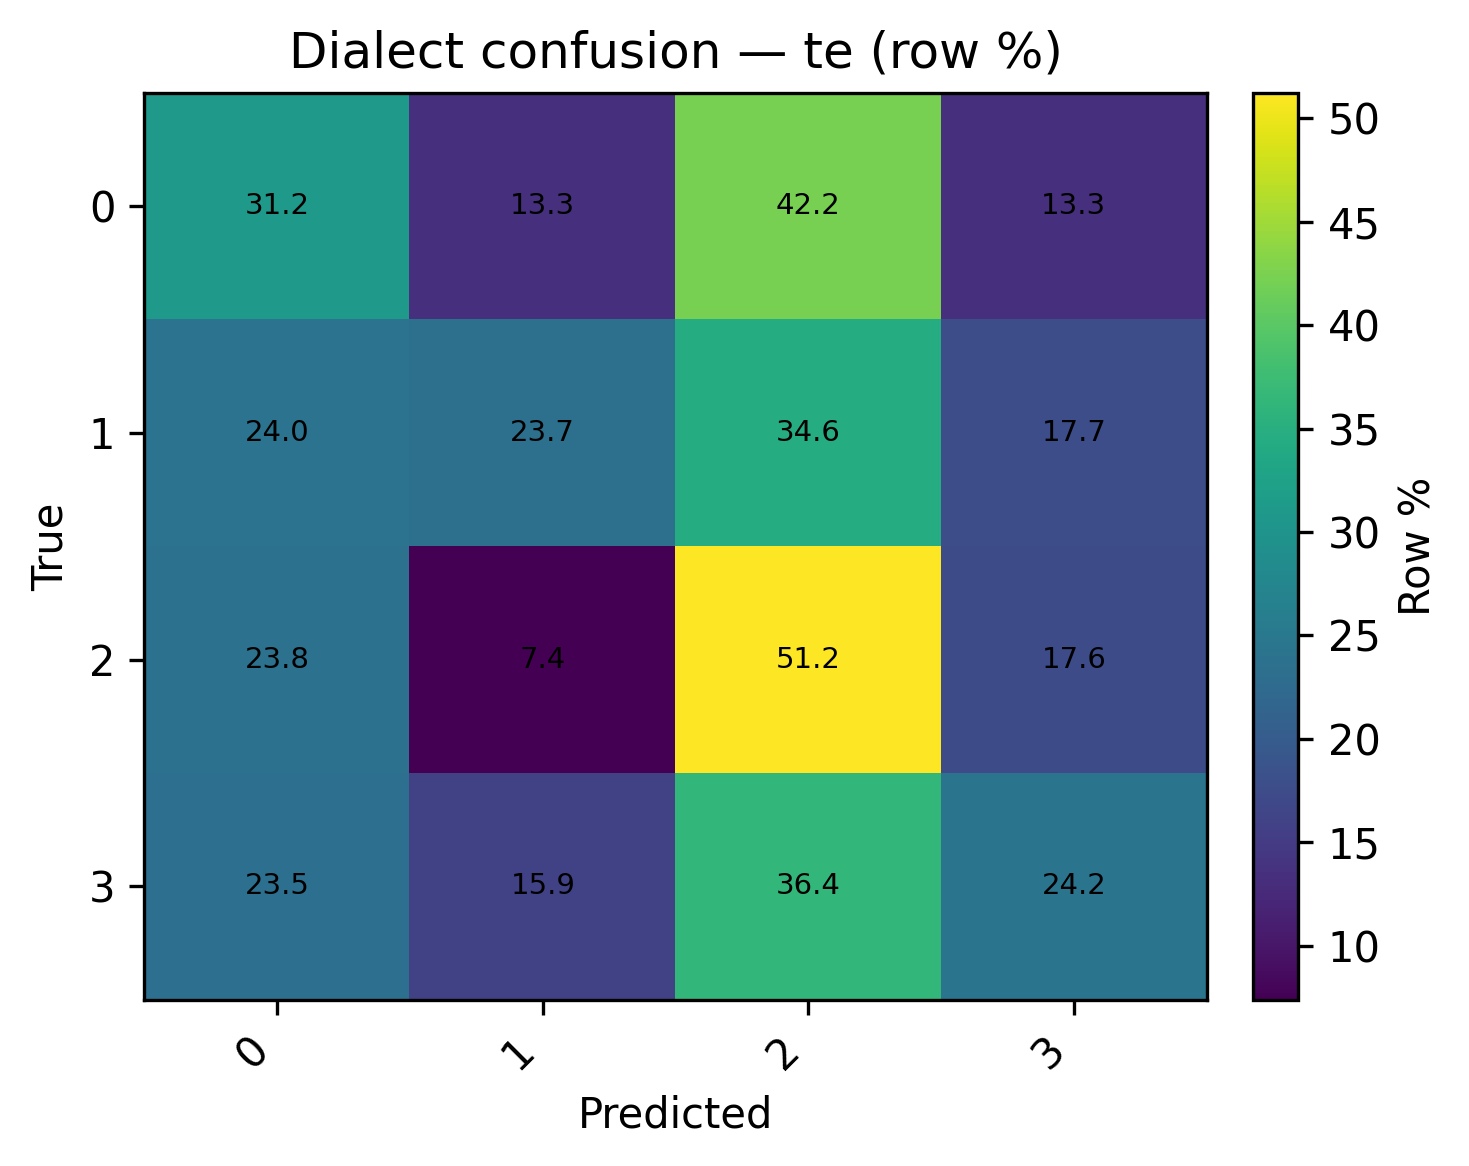 Dialect confusion — te (row %)
0 31.2 13.3 42.2 13.3
1 24.0 23.7 34.6 17.7
2 23.8 7.4 51.2 17.6
3 23.5 15.9 36.4 24.2
True
0 1 2 3
Predicted
50
45
40
35
30
25
20
15
10
Row %